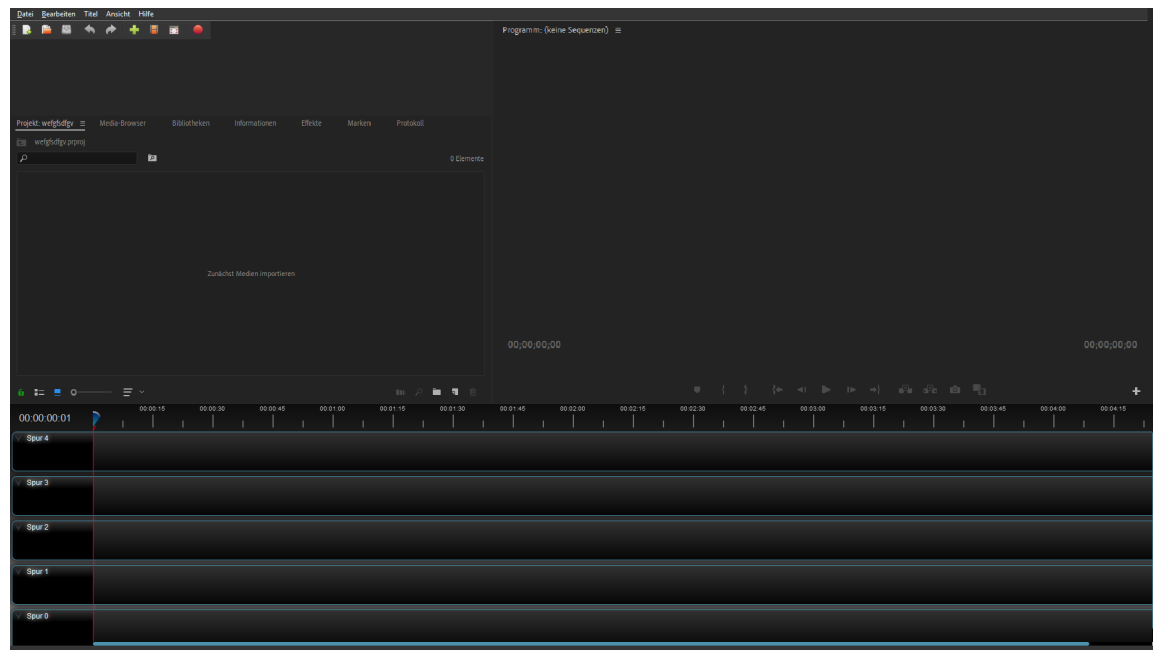 Datei Bearbeiten Titel Ansicht Hilfe
Programm: (keine Sequenzen)
Projekt: wefgfsdfgv Media-Browser Bibliotheken Informationen Effekte Marken Protokoll
wefgfsdfgv.prproj
0 Elemente
Zunächst Medien importieren
00;00;00;00 00;00;00;00
00:00:00:01 00:00:15 00:00:30 00:00:45 00:01:00 00:01:15 00:01:30 00:01:45 00:02:00 00:02:15 00:02:30 00:02:45 00:03:00 00:03:15 00:03:30 00:03:45 00:04:00 00:04:15
Spur 4
Spur 3
Spur 2
Spur 1
Spur 0